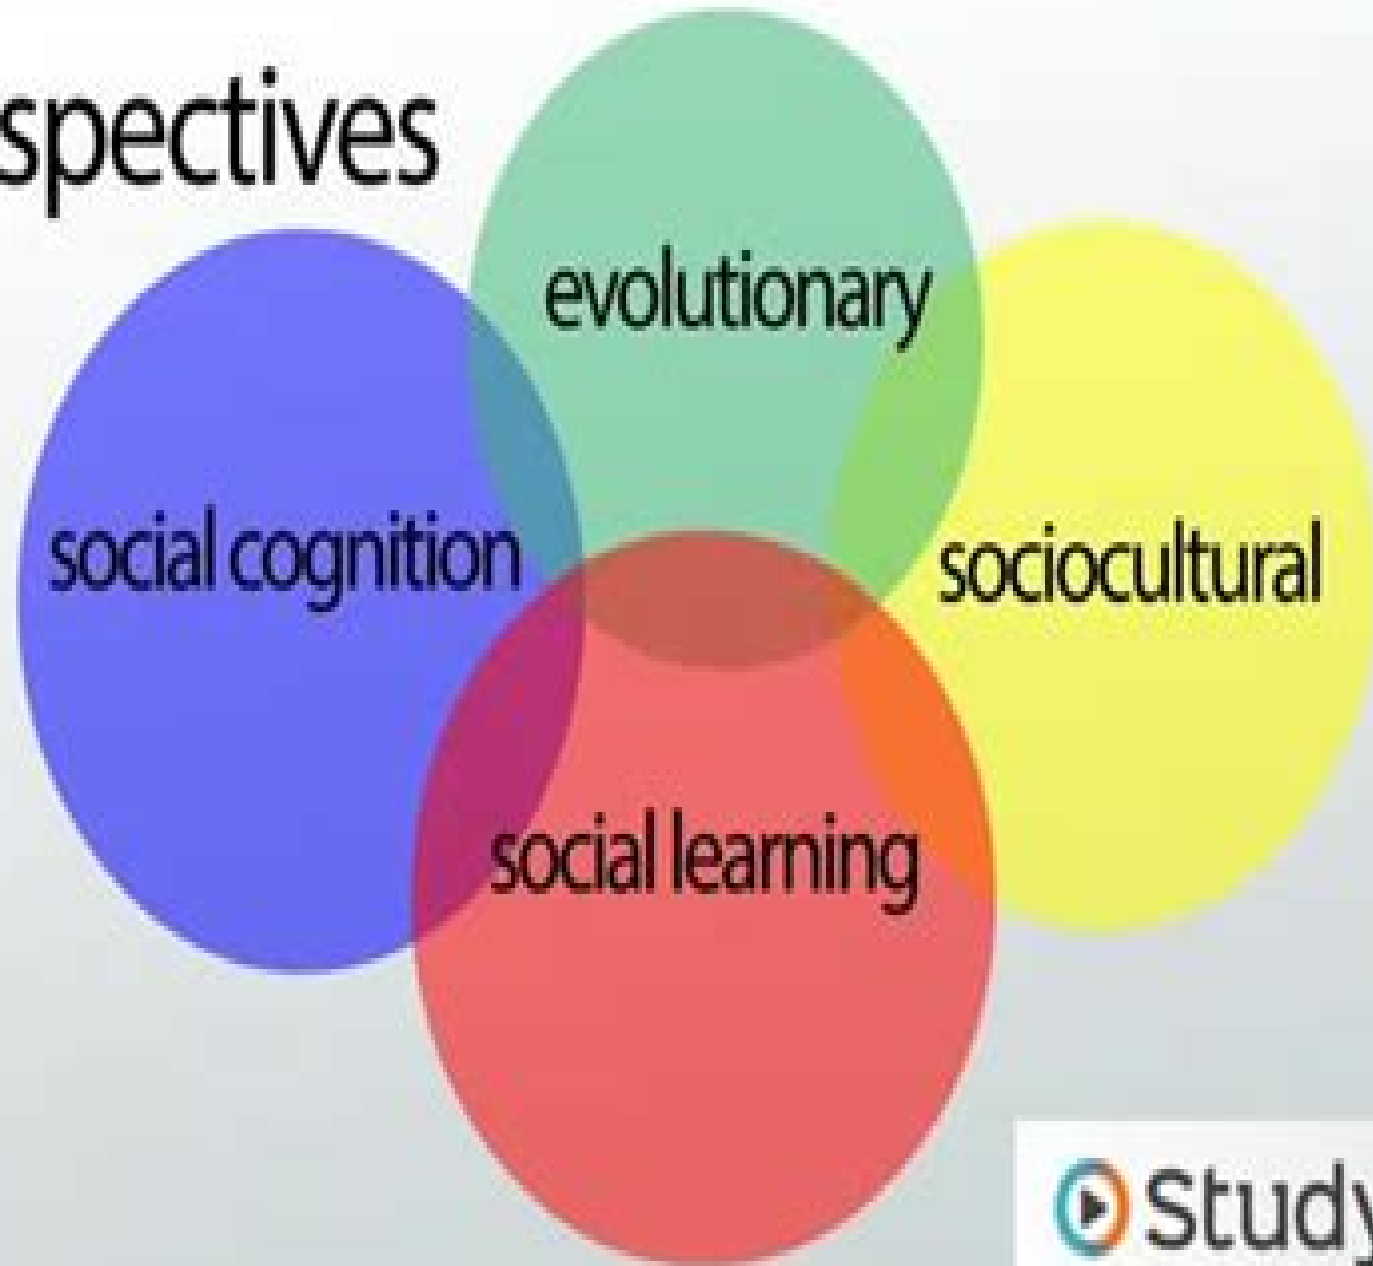 spectives
evolutionary
social cognition
sociocultural
social learning
Study